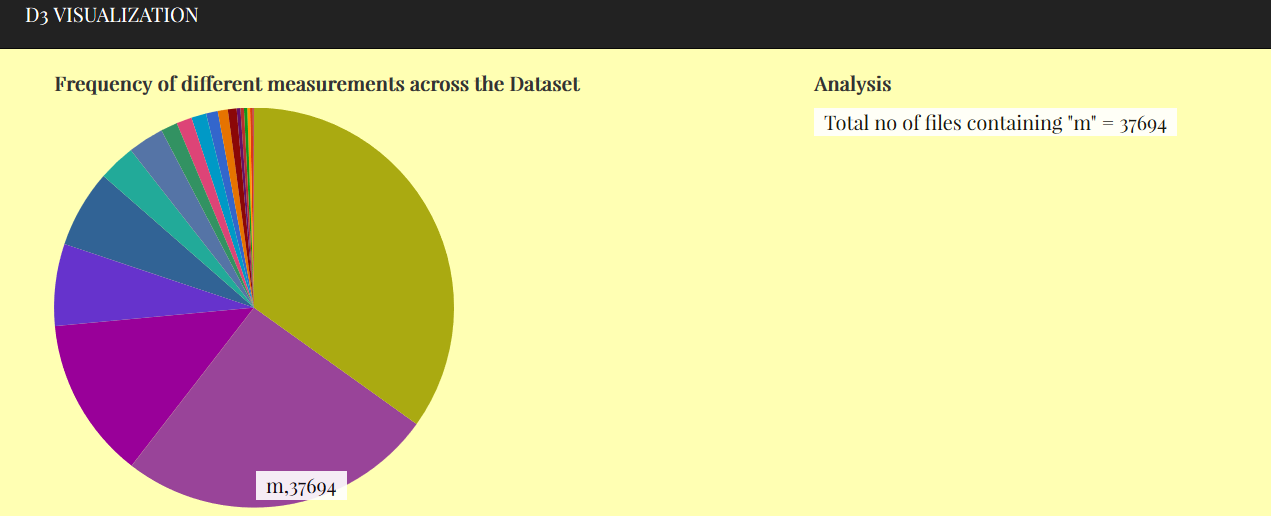 D3 VISUALIZATION
Frequency of different measurements across the Dataset
Analysis
Total no of files containing "m" = 37694
m,37694